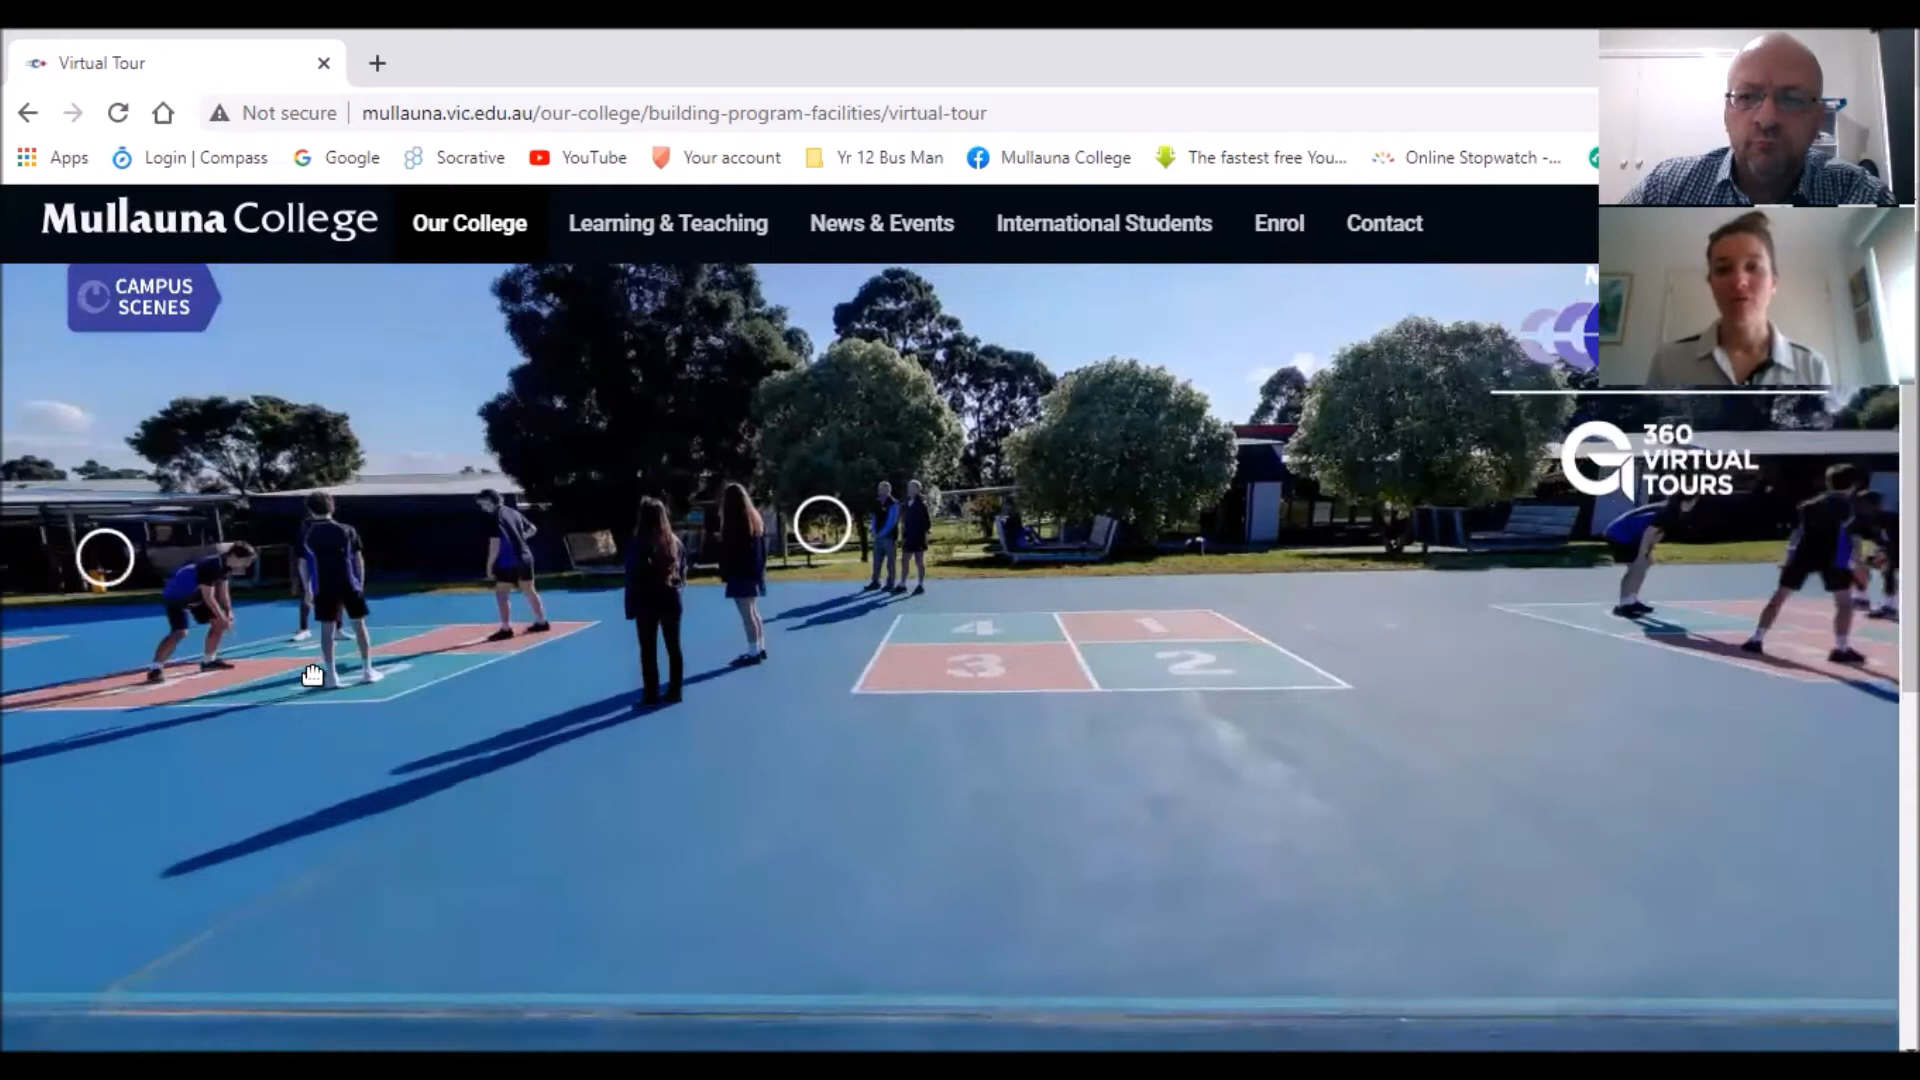 Virtual Tour
Not secure mullauna.vic.edu.au/our-college/building-program-facilities/virtual-tour
Apps Login | Compass Google Socrative YouTube Your account Yr 12 Bus Man Mullauna College The fastest free You... Online Stopwatch -...
Mullauna College Our College Learning & Teaching News & Events International Students Enrol Contact
CAMPUS
SCENES
360
VIRTUAL
TOURS
4 1
3 2